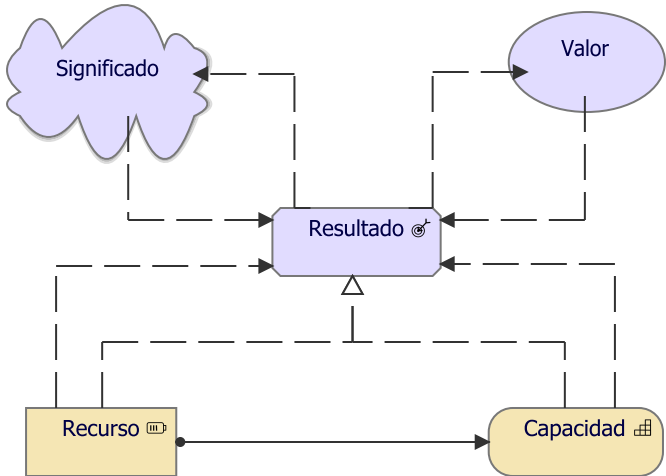 Significado
Valor
Resultado
Recurso
Capacidad